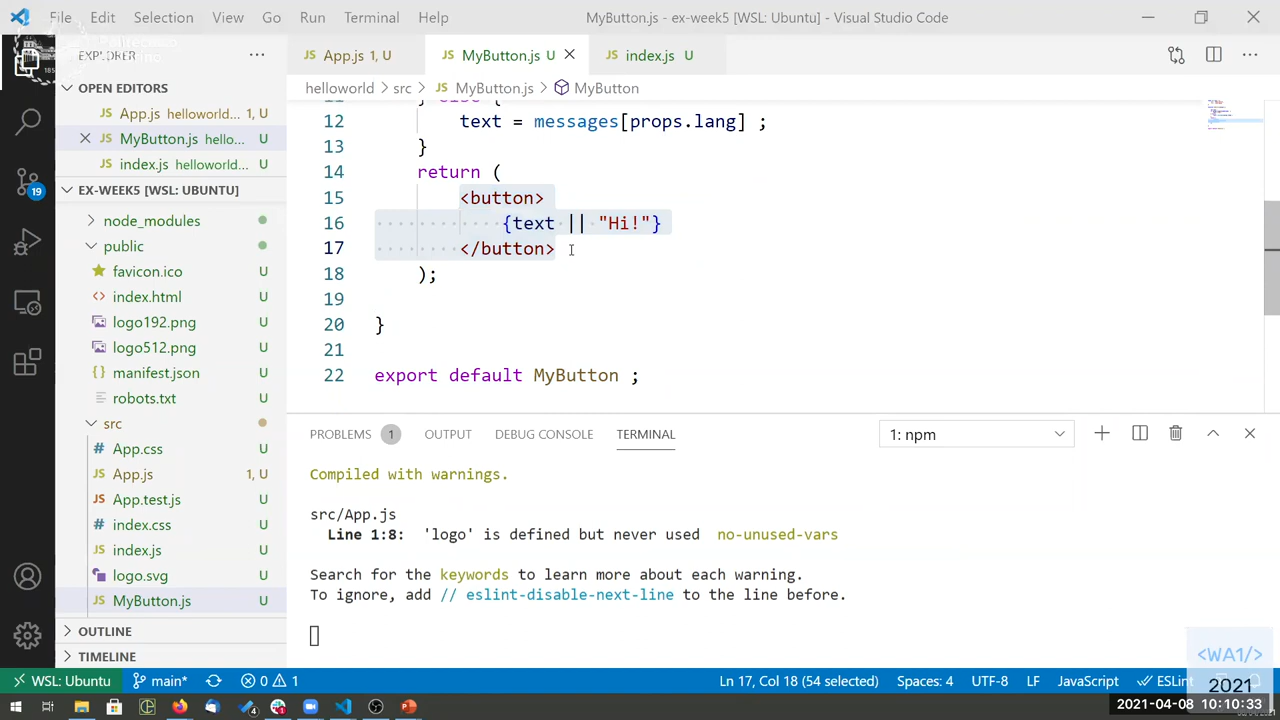 File Edit Selection View Go Run Terminal Help MyButton.js - ex-week5 [WSL: Ubuntu] - Visual Studio Code
EXPLORER
App.js 1, U MyButton.js U index.js U
OPEN EDITORS
helloworld > src > JS MyButton.js > MyButton
JS App.js helloworld... 1, U
JS MyButton.js hello... U
JS index.js helloworld... U
EX-WEEK5 [WSL: UBUNTU]
node_modules
public
favicon.ico U
index.html U
logo192.png U
logo512.png U
manifest.json U
robots.txt U
src
App.css U
JS App.js 1, U
JS App.test.js U
index.css U
JS index.js U
logo.svg U
JS MyButton.js U
OUTLINE
TIMELINE
12 text = messages[props.lang] ;
13 }
14 return (
15 <button>
16 {text || "Hi!"}
17 </button>
18 );
19
20 }
21
22 export default MyButton ;
PROBLEMS 1 OUTPUT DEBUG CONSOLE TERMINAL 1: npm
Compiled with warnings.
src/App.js
Line 1:8: 'logo' is defined but never used no-unused-vars
Search for the keywords to learn more about each warning.
To ignore, add // eslint-disable-next-line to the line before.
19
WSL: Ubuntu main* 0 1 Ln 17, Col 18 (54 selected) Spaces: 4 UTF-8 LF JavaScript ESLint
<WA1/>
2021
2021-04-08 10:10:33